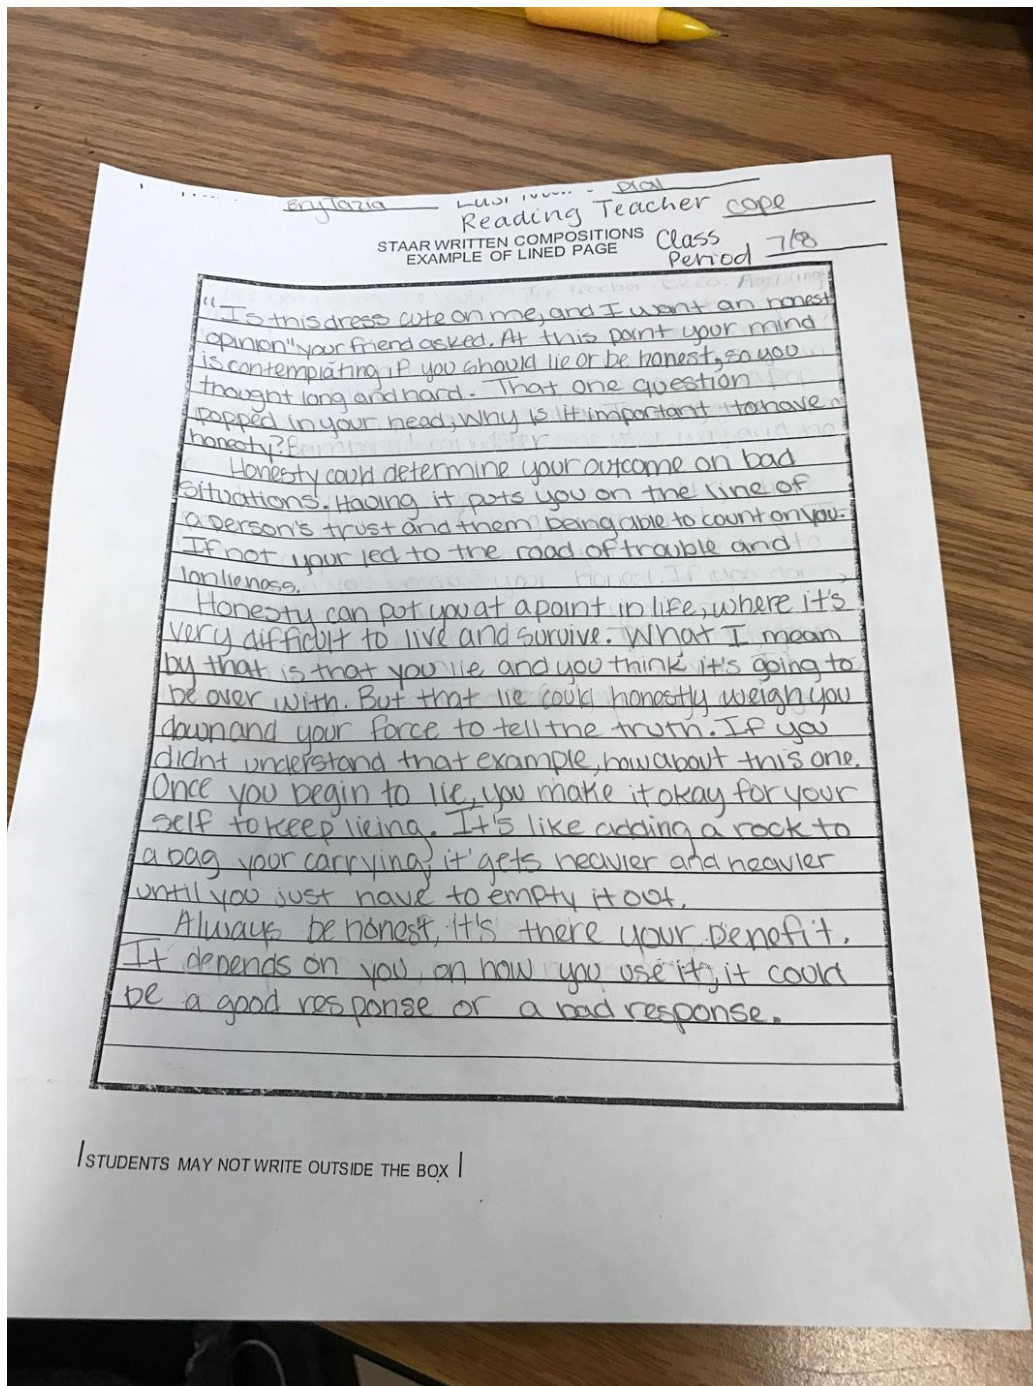 BryTazia Dial
Reading Teacher cope
STAAR WRITTEN COMPOSITIONS Class
EXAMPLE OF LINED PAGE Period 7/8
"Is this dress cute on me, and I want an honest
opinion" your friend asked. At this point your mind
is contemplating if you should lie or be honest, so you
thought long and hard. That one question
popped in your head, Why is it important to have
honesty?
Honesty could determine your outcome on bad
situations. Having it puts you on the line of
a person's trust and them being able to count on you.
If not your led to the road of trouble and
lonlieness.
Honesty can put you at a point in life, where it's
very difficult to live and survive. What I mean
by that is that you lie and you think it's going to
be over with. But that lie could honestly weigh you
down and your force to tell the truth. If you
didnt understand that example, how about this one.
Once you begin to lie, you make it okay for your
self to keep lieing. It's like adding a rock to
a bag your carrying, it gets heavier and heavier
until you just have to empty it out.
Always be honest, it's there your benefit.
It depends on you, on how you use it, it could
be a good response or a bad response.
STUDENTS MAY NOT WRITE OUTSIDE THE BOX